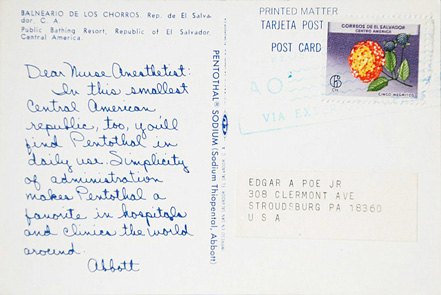 BALNEARIO DE LOS CHORROS. Rep. de El Salva-
dor. C. A.
Public Bathing Resort, Republic of El Salvador.
Central America.
Dear Nurse Anesthetist:
In this smallest
Central American
republic, too, you'll
find Pentothal in
daily use. Simplicity
of administration
makes Pentothal a
favorite in hospitals
and clinics the world
around.
Abbott
PENTOTHAL SODIUM (Sodium Thiopental, Abbott)
PRINTED MATTER
TARJETA POST
POST CARD
CORREOS DE EL SALVADOR
CENTRO AMERICA
CINCO NEGRITOS
VIA
EDGAR A POE JR
308 CLERMONT AVE
STROUDSBURG PA 18360
U S A